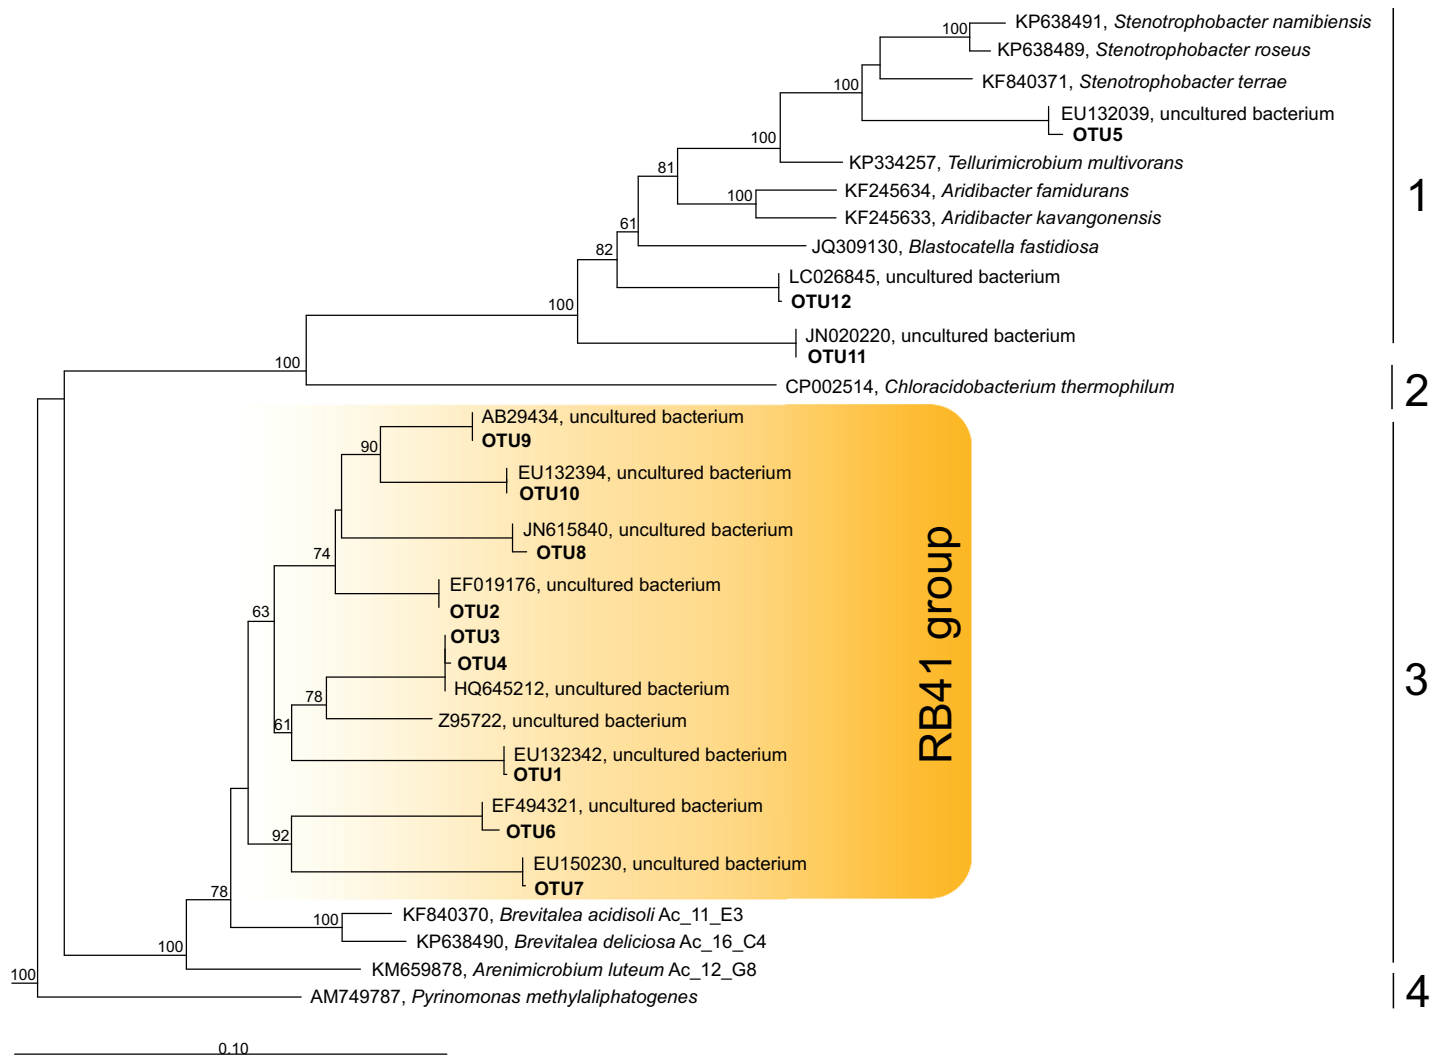 100
KP638491, Stenotrophobacter namibiensis
KP638489, Stenotrophobacter roseus
KF840371, Stenotrophobacter terrae
100
EU132039, uncultured bacterium
OTU5
100
KP334257, Tellurimicrobium multivorans
81
KF245634, Aridibacter famidurans
100
KF245633, Aridibacter kavangonensis
61
JQ309130, Blastocatella fastidiosa
82
LC026845, uncultured bacterium
OTU12
100
JN020220, uncultured bacterium
OTU11
1
100
CP002514, Chloracidobacterium thermophilum
2
AB29434, uncultured bacterium
OTU9
90
EU132394, uncultured bacterium
OTU10
JN615840, uncultured bacterium
OTU8
74
EF019176, uncultured bacterium
OTU2
63
OTU3
OTU4
HQ645212, uncultured bacterium
78
Z95722, uncultured bacterium
61
EU132342, uncultured bacterium
OTU1
EF494321, uncultured bacterium
OTU6
92
EU150230, uncultured bacterium
OTU7
RB41 group
78
KF840370, Brevitalea acidisoli Ac_11_E3
100
KP638490, Brevitalea deliciosa Ac_16_C4
100
KM659878, Arenimicrobium luteum Ac_12_G8
3
100
AM749787, Pyrinomonas methylaliphatogenes
4
0.10